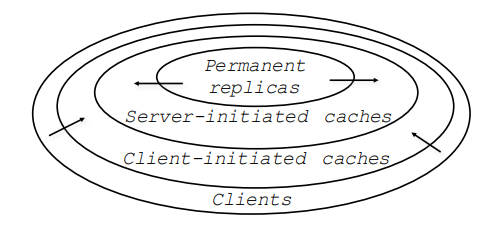 Permanent
replicas
Server-initiated caches
Client-initiated caches
Clients